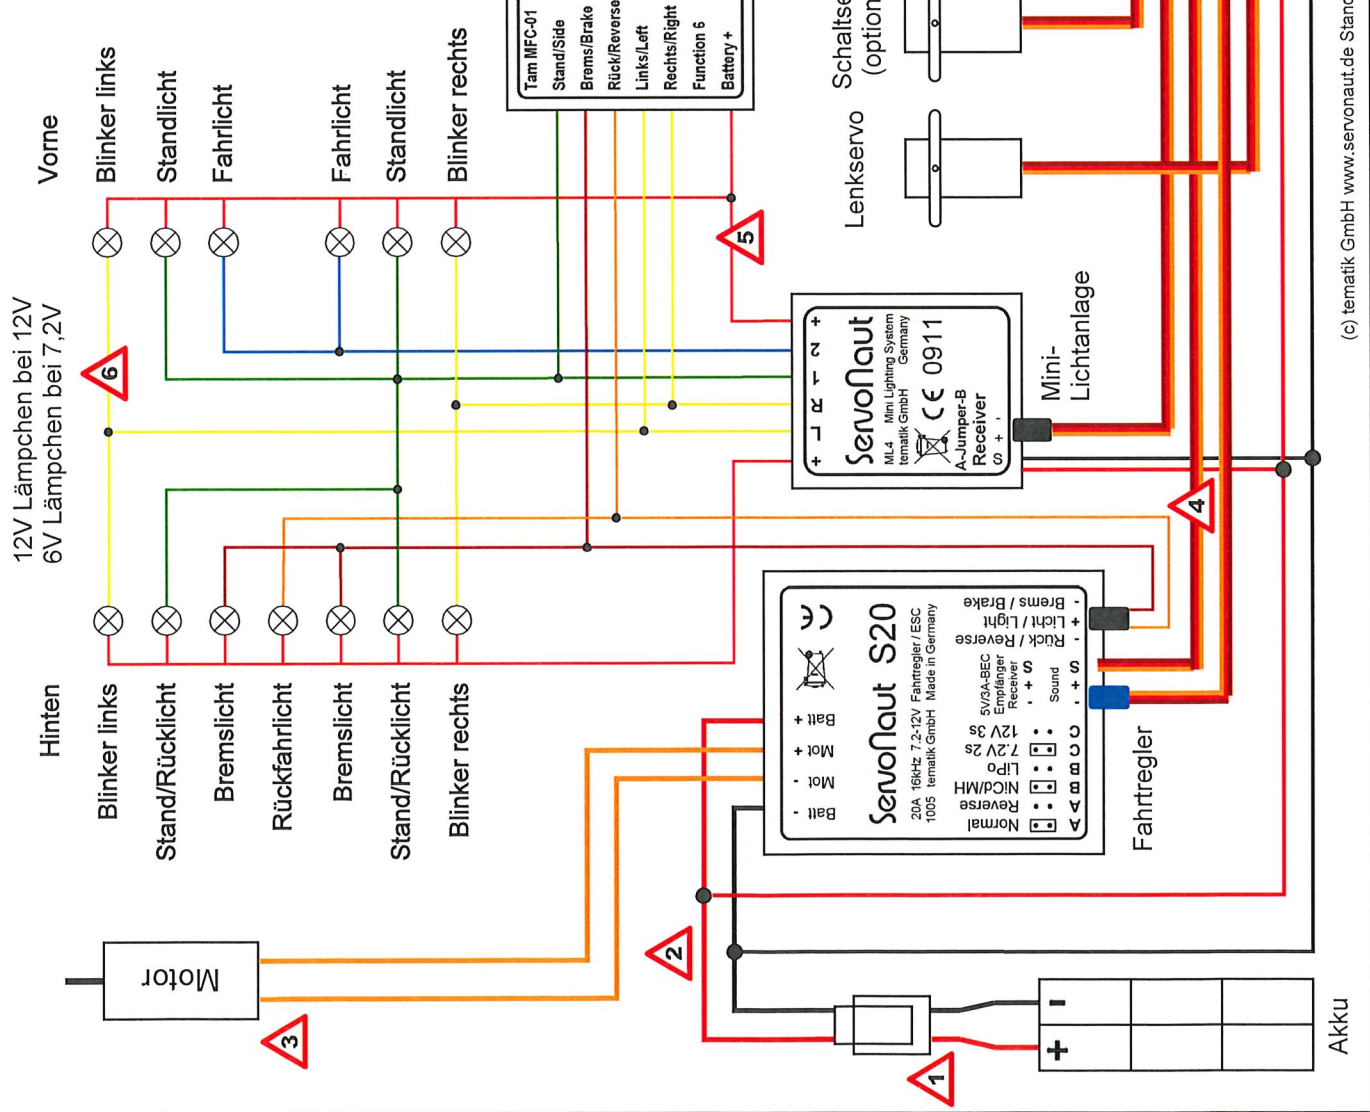 12V Lämpchen bei 12V
6V Lämpchen bei 7,2V
Vorne
Blinker links
Standlicht
Fahrlicht
Fahrlicht
Standlicht
Blinker rechts
Hinten
Blinker links
Stand/Rücklicht
Bremslicht
Rückfahrlicht
Bremslicht
Stand/Rücklicht
Blinker rechts
Tam MFC-01
Stand/Side
Brems/Brake
Rück/Reverse
Links/Left
Rechts/Right
Function 6
Battery +
Lenkservo
Schaltse
(option
+
2
1
R
L
+
ServoNaut
ML4 Mini Lighting System
tematik GmbH Germany
CE 0911
A-Jumper-B
Receiver
S + -
Mini-
Lichtanlage
Batt +
Mot +
Mot -
Batt -
CE
ServoNaut S20
20A 16kHz 7.2-12V Fahrtregler / ESC
1005 tematik GmbH Made in Germany
Rück / Reverse -
Licht / Light +
Brems / Brake -
5V/3A-BEC
Empfänger
Receiver
- + S
Sound
- + S
A Normal
A Reverse
B NiCd/MH
B LiPo
C 7.2V 2s
C 12V 3s
Fahrtregler
Motor
+ -
Akku
1
2
3
4
5
6
(c) tematik GmbH www.servonaut.de Stand